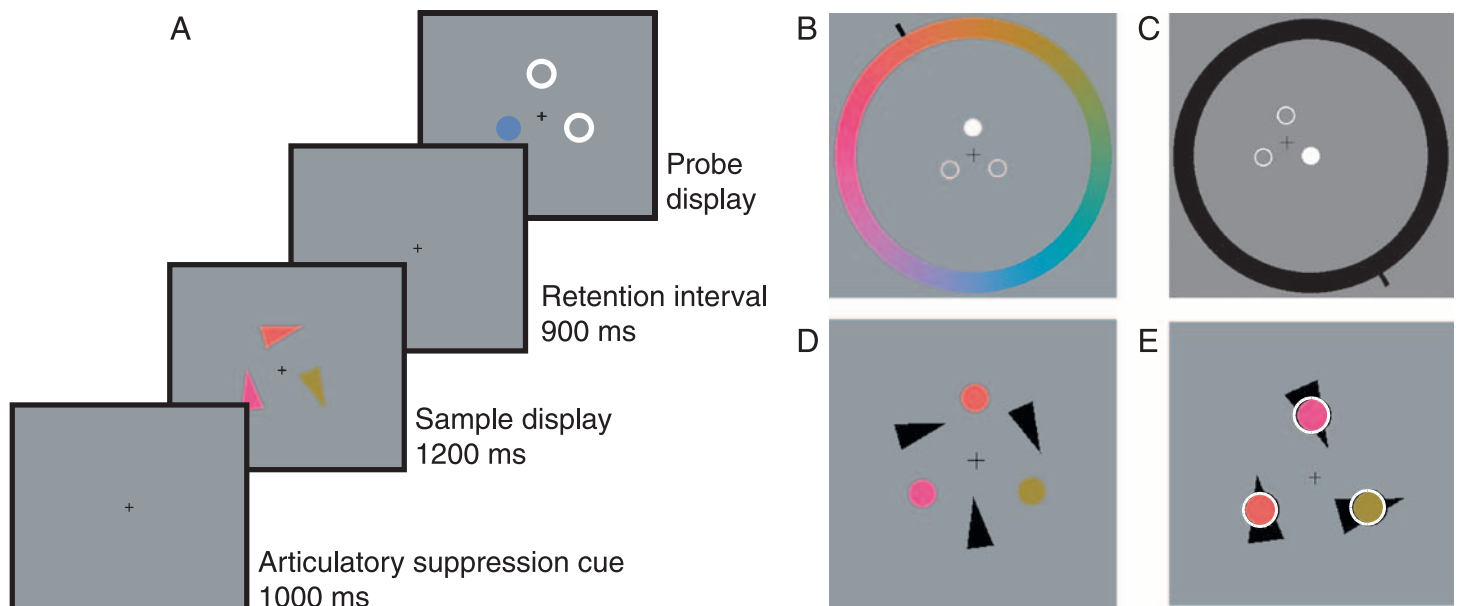 A
B
C
Probe
display
Retention interval
900 ms
D
E
Sample display
1200 ms
Articulatory suppression cue
1000 ms